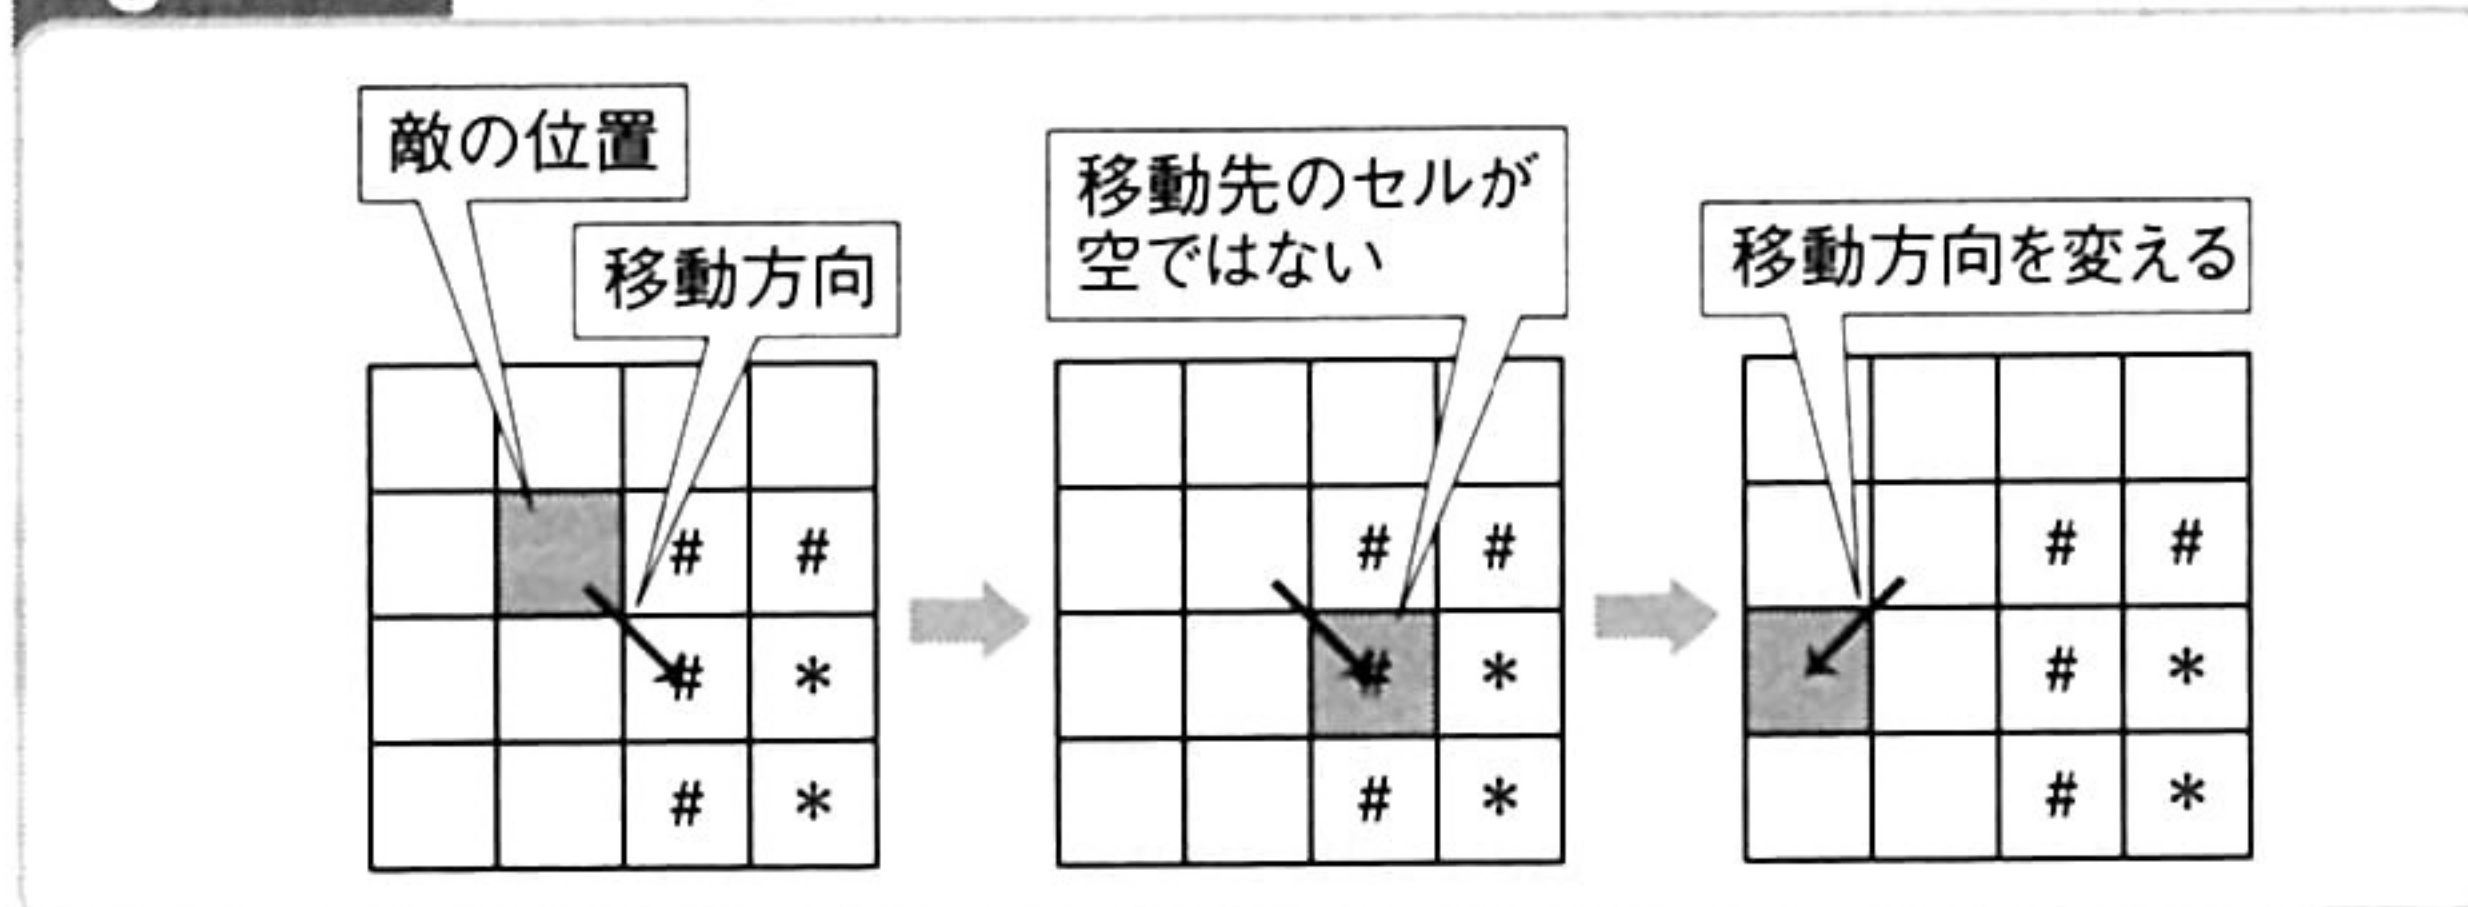 敵の位置
移動方向
移動先のセルが
空ではない
移動方向を変える
# #
# *
# *
# #
# *
# *
# #
# *
# *